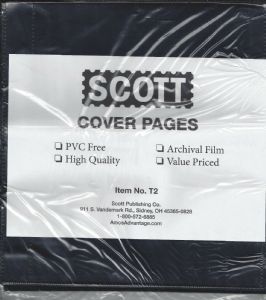 SCOTT
COVER PAGES
❑ PVC Free
❑ High Quality
❑ Archival Film
❑ Value Priced
Item No. T2
Scott Publishing Co.
911 S. Vandemark Rd., Sidney, OH 45365-0828
1-800-572-6885
AmosAdvantage.com